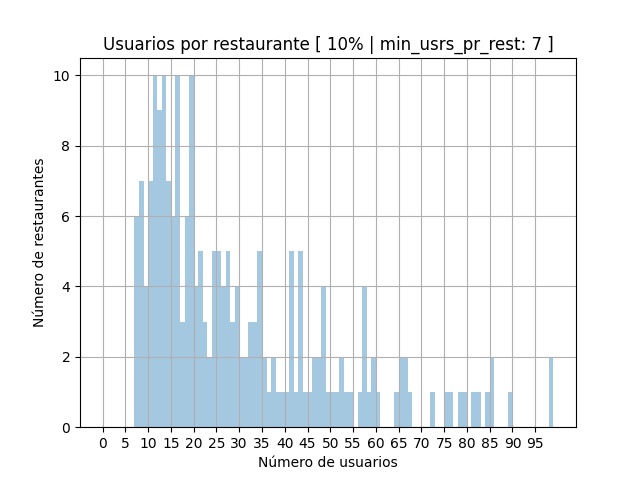 Usuarios por restaurante [ 10% | min_usrs_pr_rest: 7 ]
10
8
6
4
2
0
Número de restaurantes
0 5 10 15 20 25 30 35 40 45 50 55 60 65 70 75 80 85 90 95
Número de usuarios